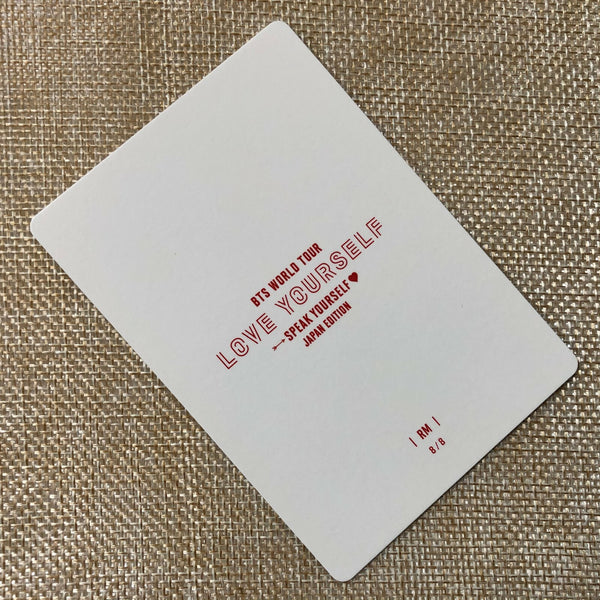 BTS WORLD TOUR
LOVE YOURSELF
SPEAK YOURSELF
JAPAN EDITION
| RM |
8/8